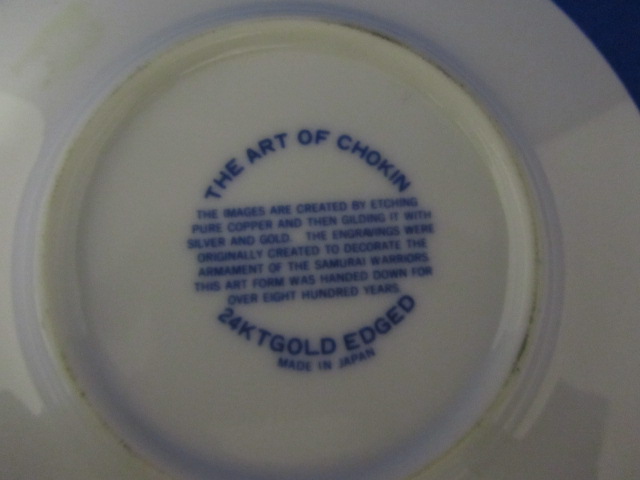 THE ART OF CHOKIN
THE IMAGES ARE CREATED BY ETCHING
PURE COPPER AND THEN GILDING IT WITH
SILVER AND GOLD. THE ENGRAVINGS WERE
ORIGINALLY CREATED TO DECORATE THE
ARMAMENT OF THE SAMURAI WARRIORS.
THIS ART FORM WAS HANDED DOWN FOR
OVER EIGHT HUNDRED YEARS.
24KTGOLD EDGED
MADE IN JAPAN